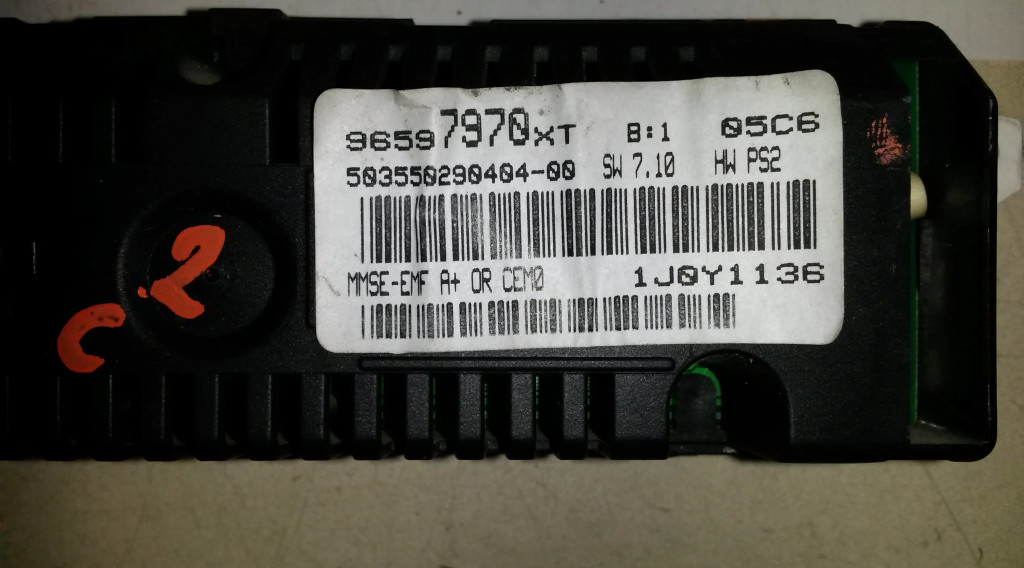 96597970XT B:1 05C6
503550290404-00 SW 7.10 HW PS2
MMSE-EMF A+ OR CEM0 1J0Y1136
C2